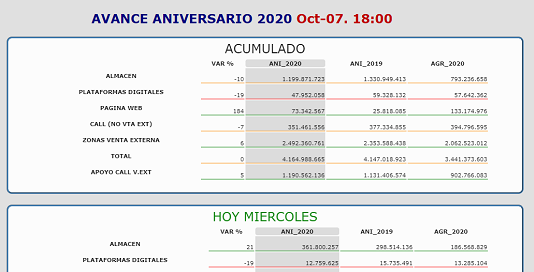 AVANCE ANIVERSARIO 2020 Oct-07. 18:00
ACUMULADO
VAR % ANI_2020 ANI_2019 AGR_2020
ALMACEN -10 1.199.871.723 1.330.949.413 793.236.658
PLATAFORMAS DIGITALES -19 47.952.058 59.328.132 57.642.362
PAGINA WEB 184 73.342.567 25.818.085 133.174.976
CALL (NO VTA EXT) -7 351.461.556 377.334.855 394.796.595
ZONAS VENTA EXTERNA 6 2.492.360.761 2.353.588.438 2.062.523.012
TOTAL 0 4.164.988.665 4.147.018.923 3.441.373.603
APOYO CALL V.EXT 5 1.190.562.136 1.131.406.574 902.766.083
HOY MIERCOLES
VAR % ANI_2020 ANI_2019 AGR_2020
ALMACEN 21 361.800.257 298.514.136 186.568.829
PLATAFORMAS DIGITALES -19 12.759.625 15.735.491 13.285.104